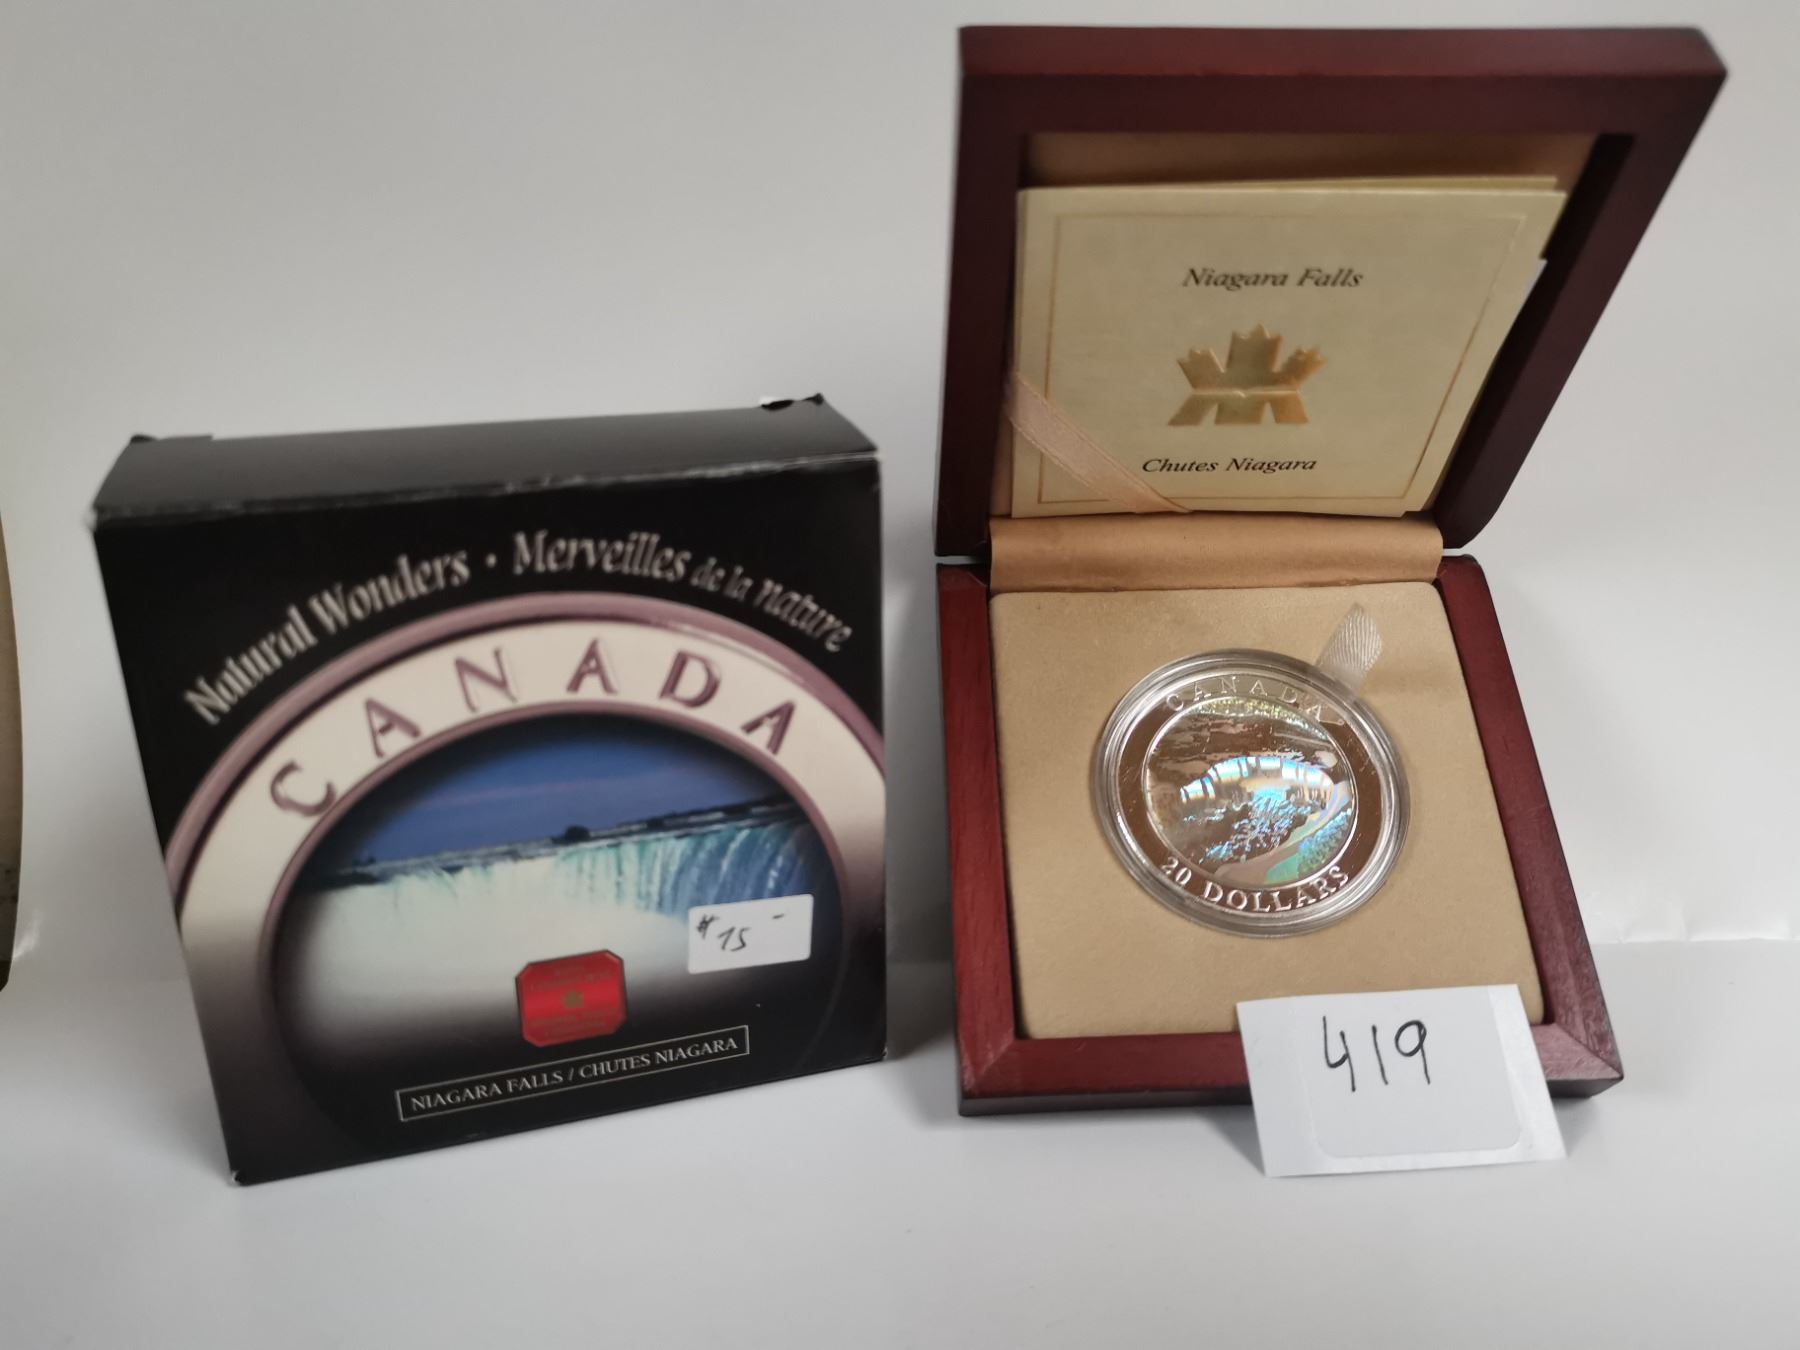 Natural Wonders · Merveilles de la nature
CANADA
$75 -
NIAGARA FALLS / CHUTES NIAGARA
Niagara Falls
Chutes Niagara
CANADA
20 DOLLARS
419